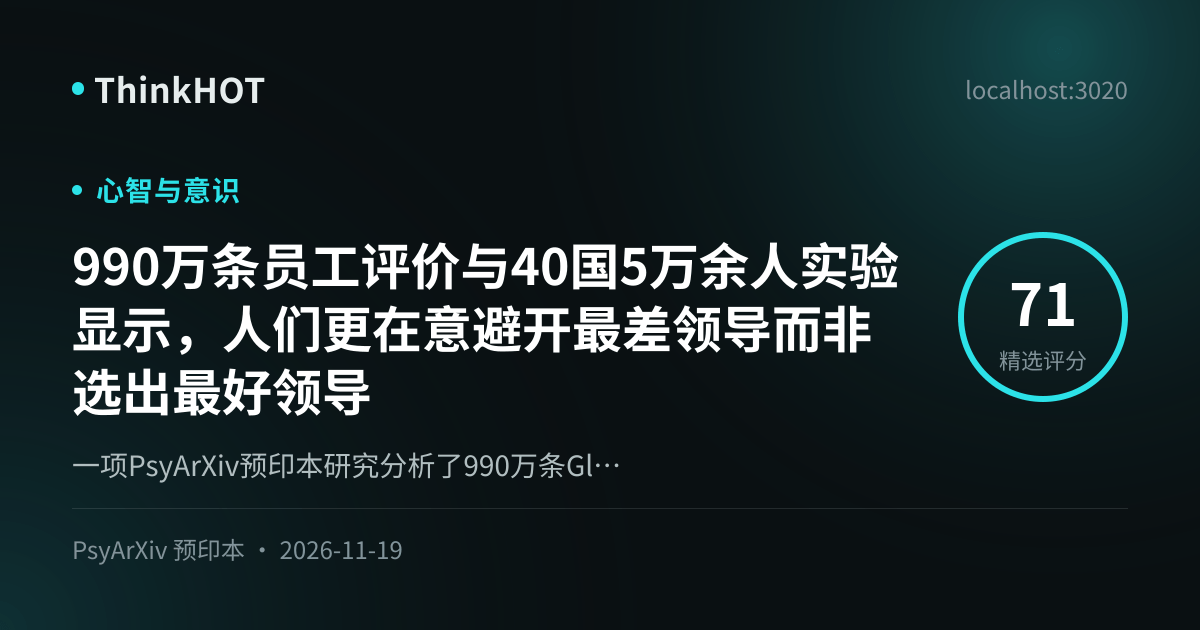 ThinkHOT
localhost:3020
心智与意识
990万条员工评价与40国5万余人实验
显示，人们更在意避开最差领导而非
选出最好领导
71
精选评分
一项PsyArXiv预印本研究分析了990万条Gl…
PsyArXiv 预印本 · 2026-11-19